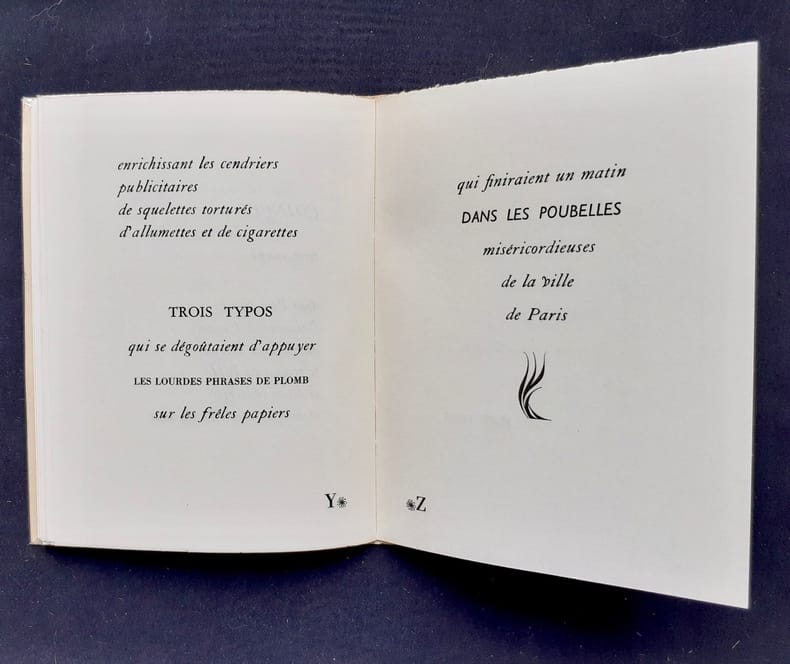 enrichissant les cendriers
publicitaires
de squelettes torturés
d'allumettes et de cigarettes
TROIS TYPOS
qui se dégoûtaient d'appuyer
LES LOURDES PHRASES DE PLOMB
sur les frêles papiers
Y
qui finiraient un matin
DANS LES POUBELLES
miséricordieuses
de la ville
de Paris
Z